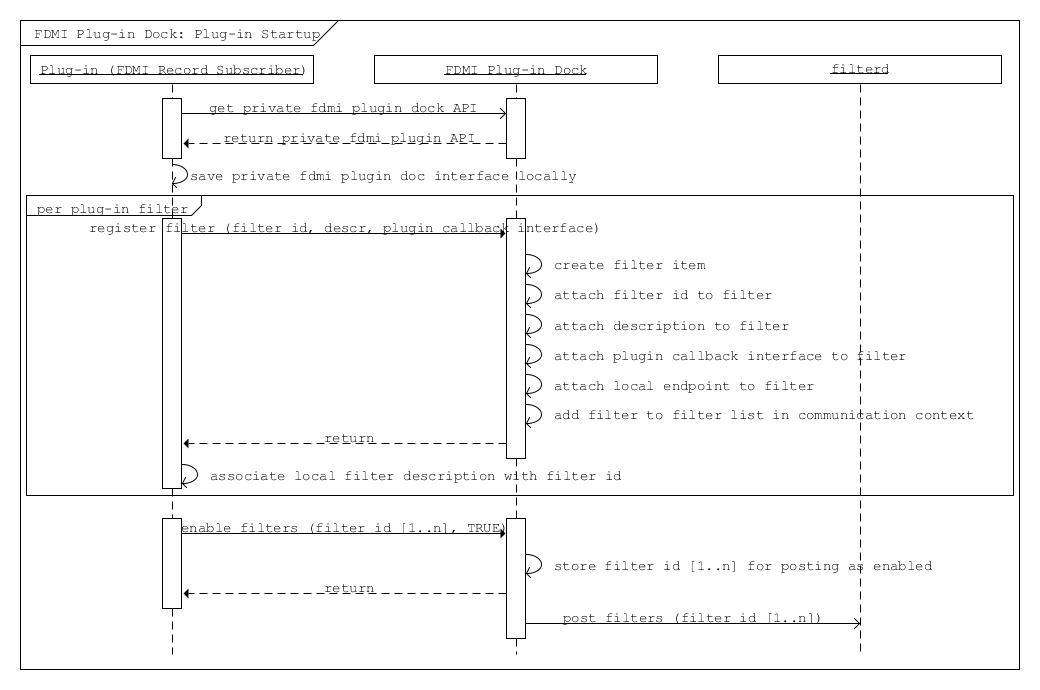 FDMI Plug-in Dock: Plug-in Startup
Plug-in (FDMI Record Subscriber)
FDMI Plug-in Dock
filterd
get private fdmi plugin dock API
return private fdmi plugin API
save private fdmi plugin doc interface locally
per plug-in filter
register filter (filter id, descr, plugin callback interface)
create filter item
attach filter id to filter
attach description to filter
attach plugin callback interface to filter
attach local endpoint to filter
add filter to filter list in communication context
return
associate local filter description with filter id
enable filters (filter id [1..n], TRUE)
store filter id [1..n] for posting as enabled
return
post filters (filter id [1..n])